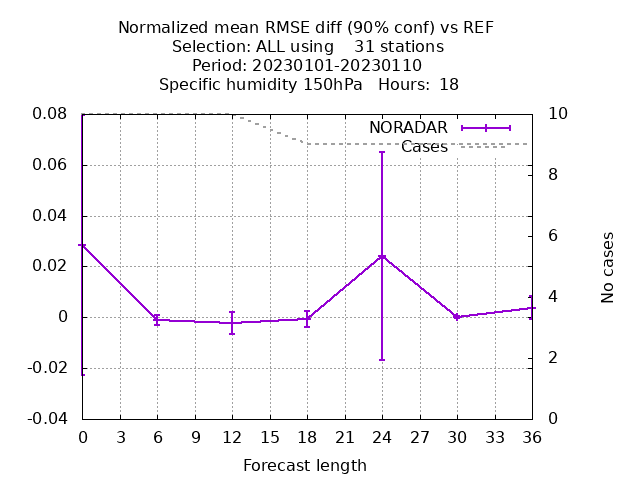 Normalized mean RMSE diff (90% conf) vs REF
Selection: ALL using    31 stations
Period: 20230101-20230110
Specific humidity 150hPa   Hours:  18
0.08
0.06
0.04
0.02
0
-0.02
-0.04
10
8
6
4
2
0
NORADAR
Cases
No cases
0 3 6 9 12 15 18 21 24 27 30 33 36
Forecast length